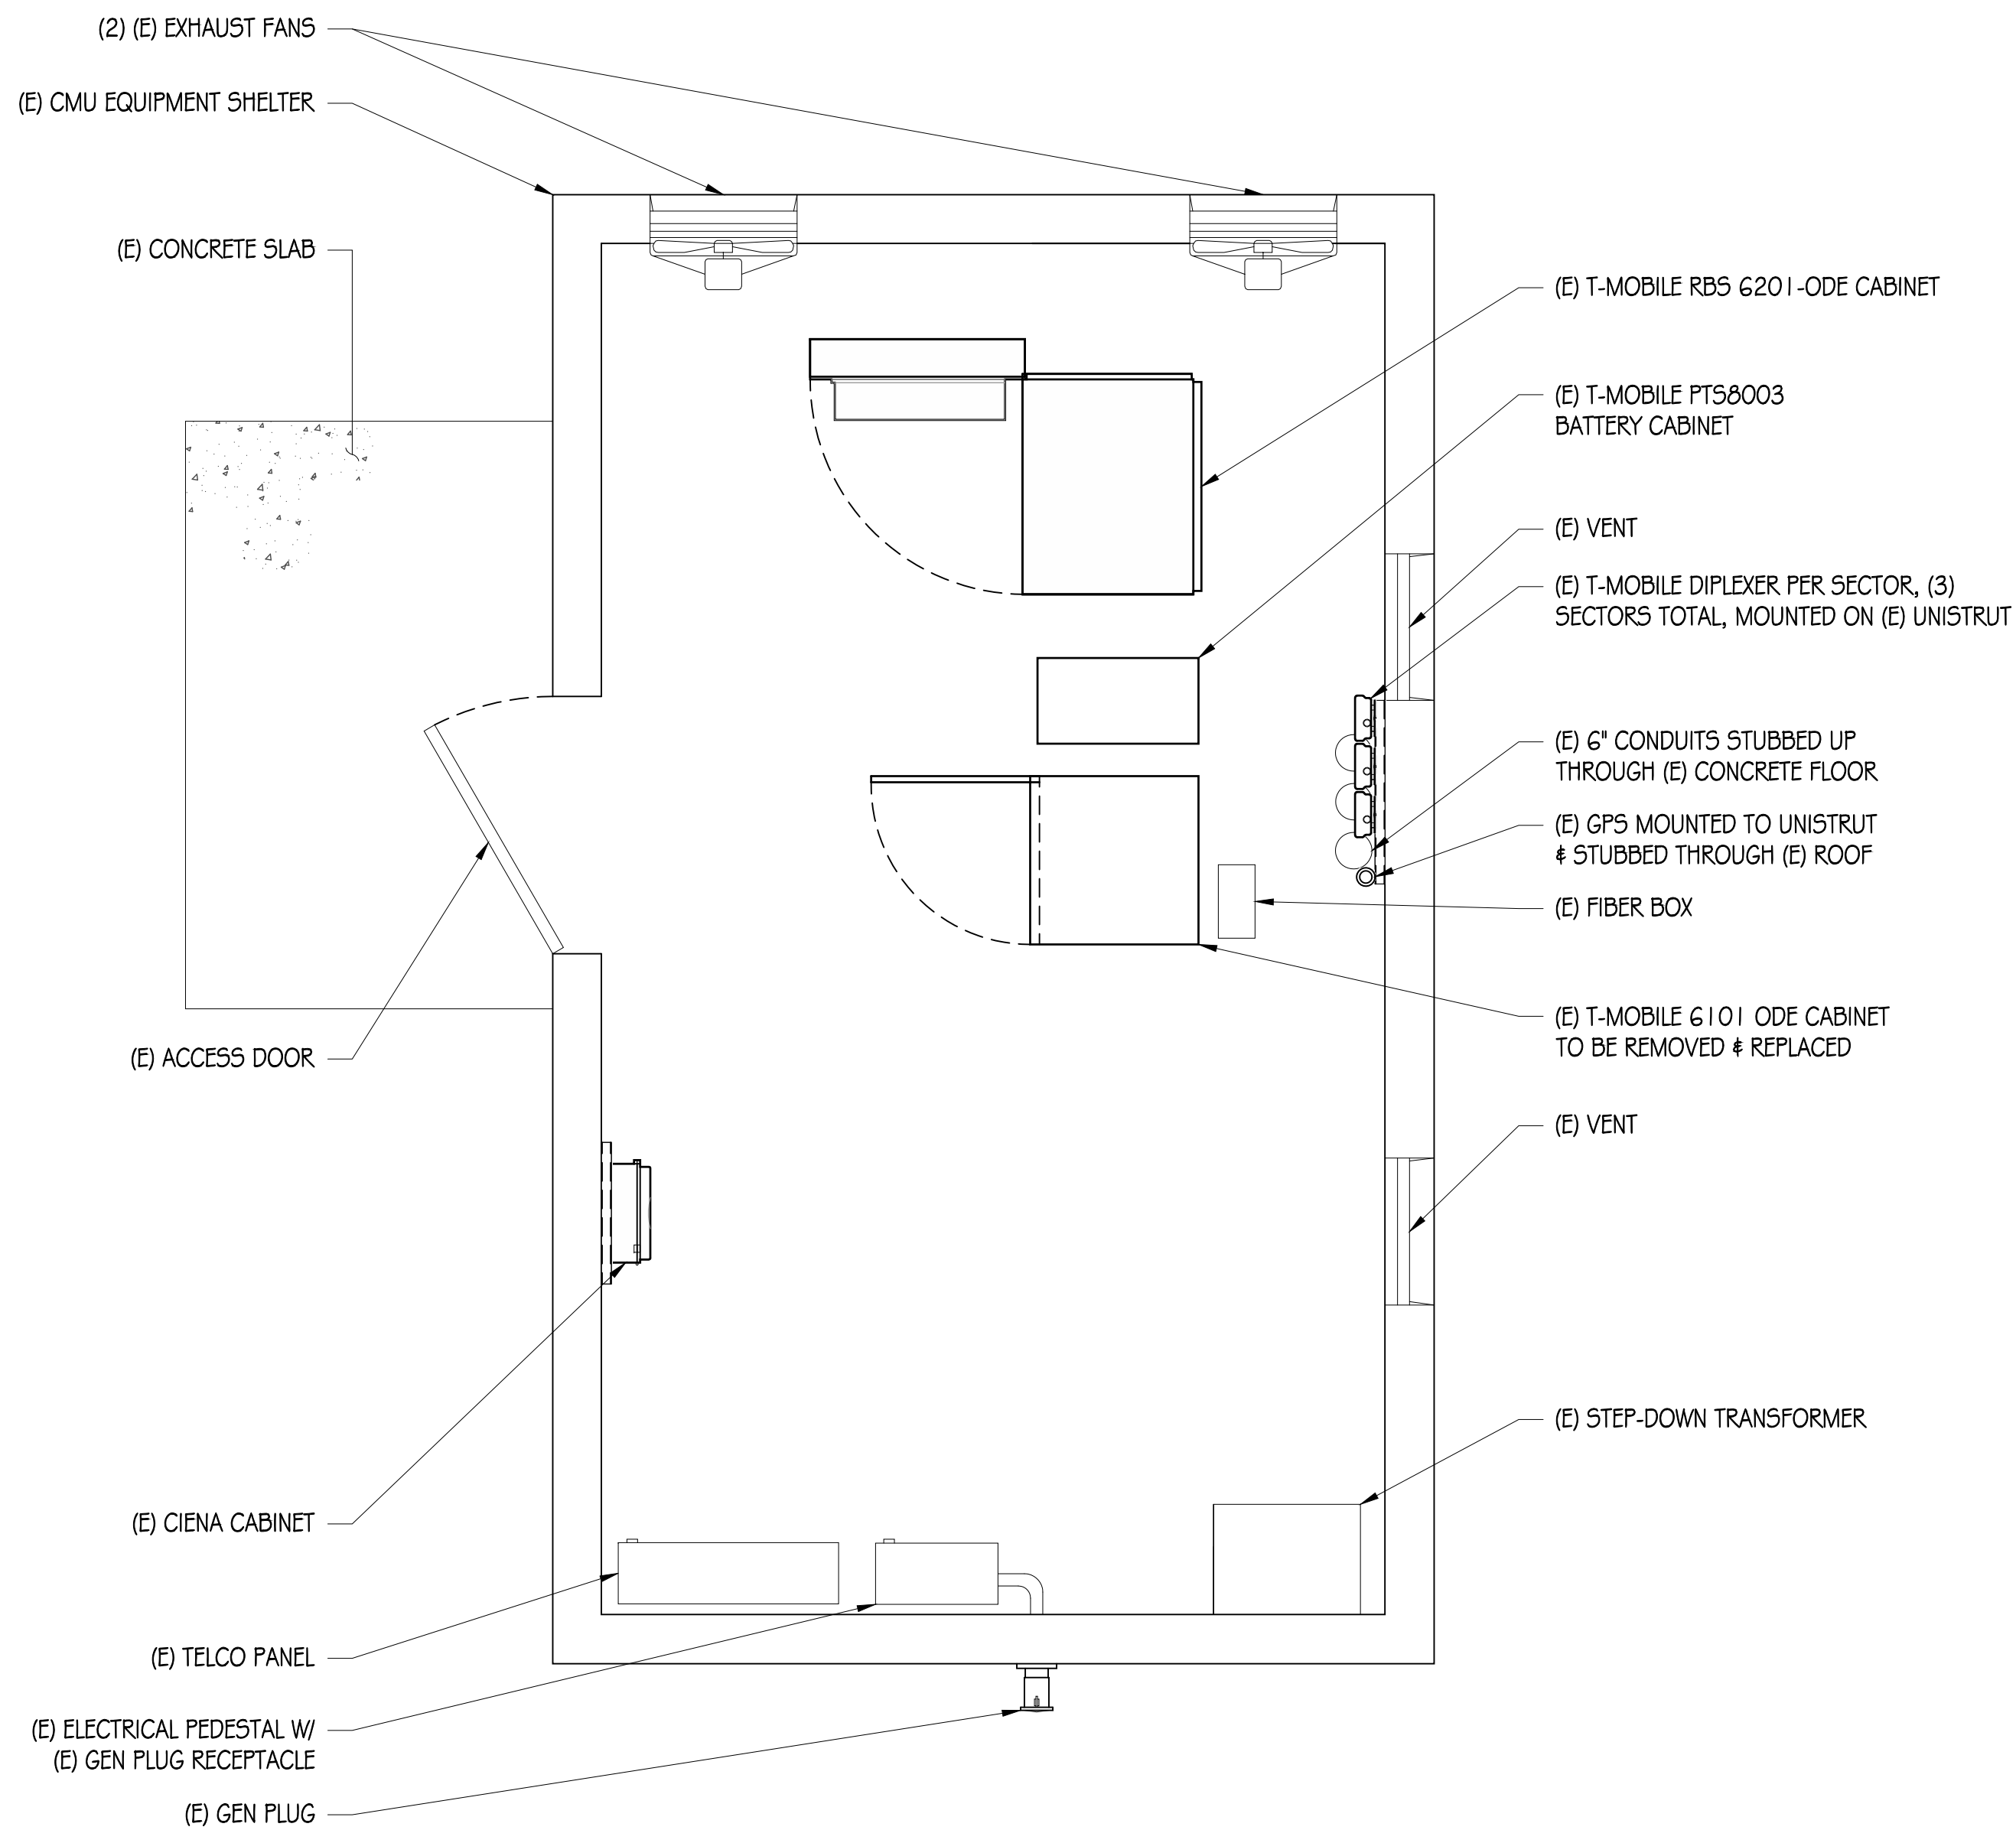 (2) (E) EXHAUST FANS
(E) CMU EQUIPMENT SHELTER
(E) CONCRETE SLAB
(E) ACCESS DOOR
(E) CIENA CABINET
(E) TELCO PANEL
(E) ELECTRICAL PEDESTAL W/
(E) GEN PLUG RECEPTACLE
(E) GEN PLUG
(E) T-MOBILE RBS 6201-ODE CABINET
(E) T-MOBILE PTS8003
BATTERY CABINET
(E) VENT
(E) T-MOBILE DIPLEXER PER SECTOR, (3)
SECTORS TOTAL, MOUNTED ON (E) UNISTRUT
(E) 6" CONDUITS STUBBED UP
THROUGH (E) CONCRETE FLOOR
(E) GPS MOUNTED TO UNISTRUT
& STUBBED THROUGH (E) ROOF
(E) FIBER BOX
(E) T-MOBILE 6101 ODE CABINET
TO BE REMOVED & REPLACED
(E) VENT
(E) STEP-DOWN TRANSFORMER